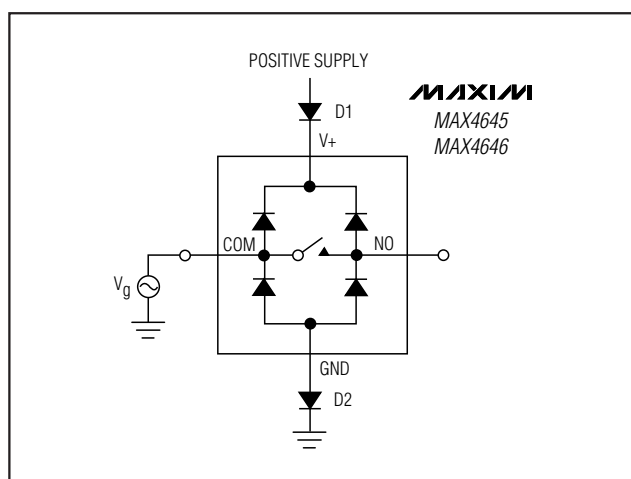 POSITIVE SUPPLY
D1
MAXIM
MAX4645
MAX4646
V+
COM
NO
Vg
GND
D2